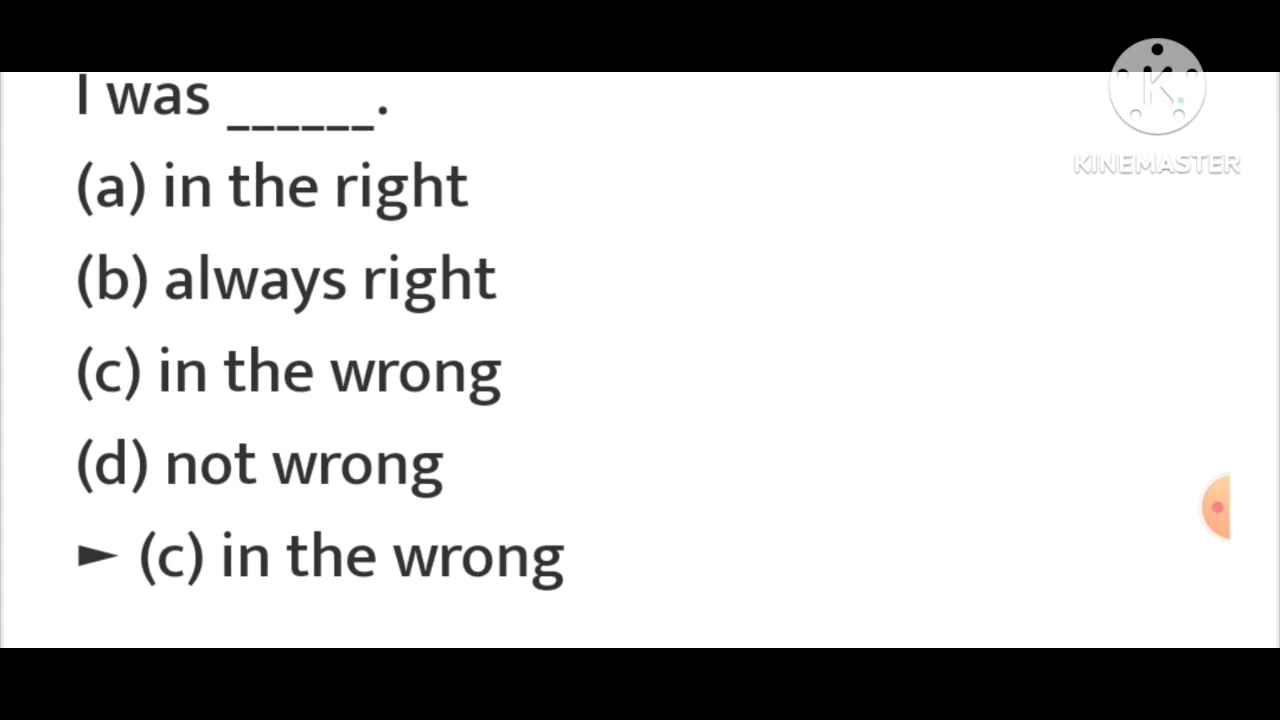 I was ______.
(a) in the right
(b) always right
(c) in the wrong
(d) not wrong
► (c) in the wrong
K
KINEMASTER